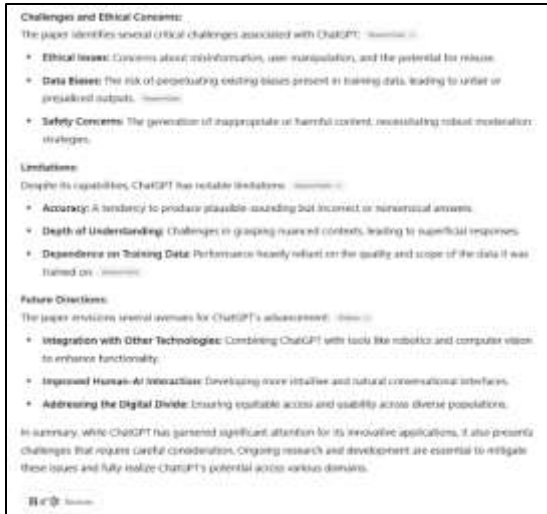 Challenges and Ethical Concerns:
The paper identifies several critical challenges associated with ChatGPT:
• Ethical Issues: Concerns about misinformation, user manipulation, and the potential for misuse.
• Data Biases: The risk of perpetuating existing biases present in training data, leading to unfair or
prejudiced outputs.
• Safety Concerns: The generation of inappropriate or harmful content, necessitating robust moderation
strategies.
Limitations:
Despite its capabilities, ChatGPT has notable limitations:
• Accuracy: A tendency to produce plausible-sounding but incorrect or nonsensical answers.
• Depth of Understanding: Challenges in grasping nuanced contexts, leading to superficial responses.
• Dependence on Training Data: Performance heavily reliant on the quality and scope of the data it was
trained on.
Future Directions:
The paper envisions several avenues for ChatGPT's advancement:
• Integration with Other Technologies: Combining ChatGPT with tools like robotics and computer vision
to enhance functionality.
• Improved Human-AI Interaction: Developing more intuitive and natural conversational interfaces.
• Addressing the Digital Divide: Ensuring equitable access and usability across diverse populations.
In summary, while ChatGPT has garnered significant attention for its innovative applications, it also presents
challenges that require careful consideration. Ongoing research and development are essential to mitigate
these issues and fully realize ChatGPT's potential across various domains.